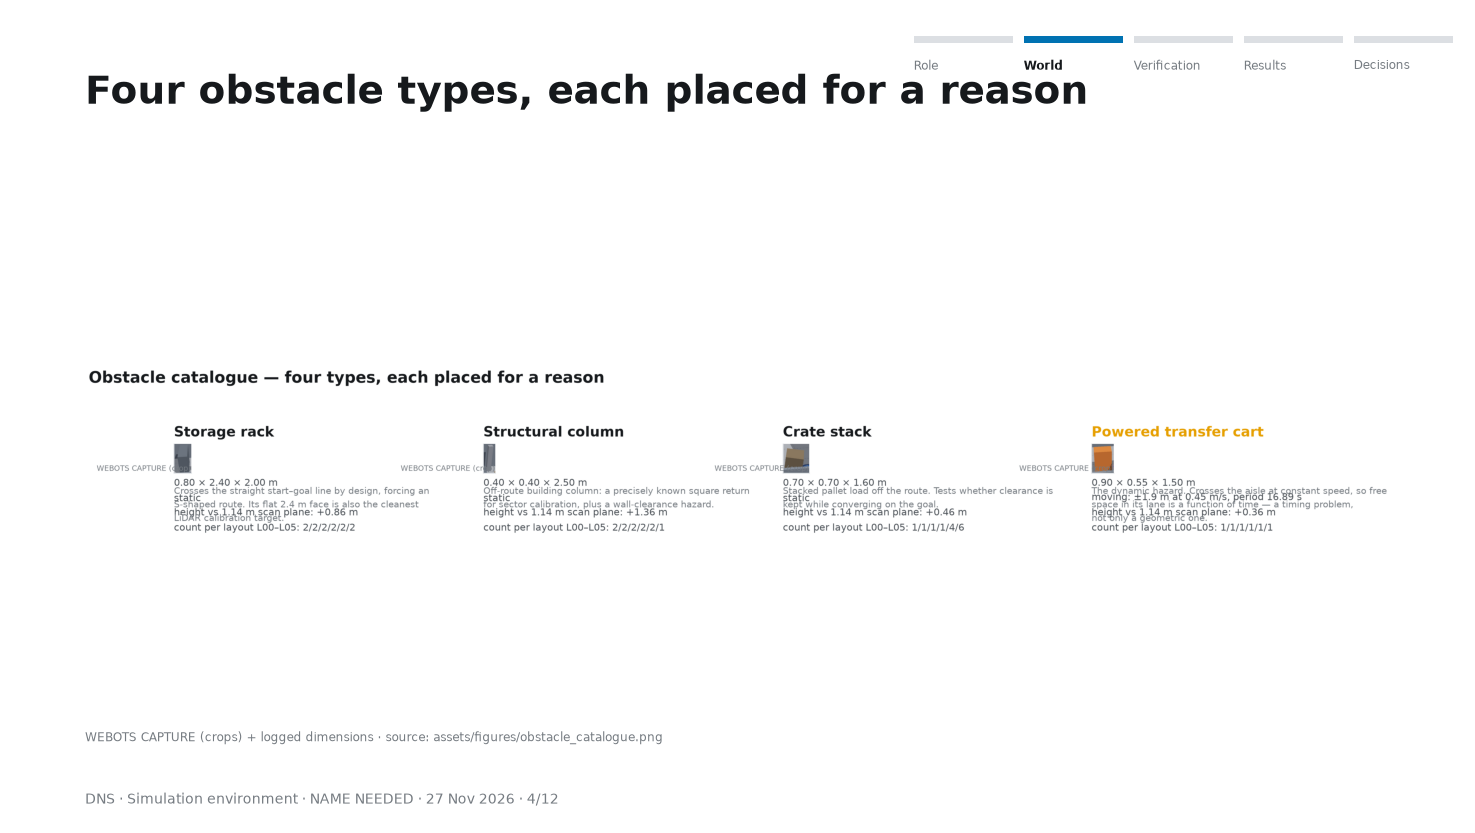 Role
World
Verification
Results
Decisions
Four obstacle types, each placed for a reason
Obstacle catalogue — four types, each placed for a reason
Storage rack
WEBOTS CAPTURE
0.80 × 2.40 × 2.00 m
static
Crosses the straight start–goal line by design, forcing an
S-shaped route. Its flat 2.4 m face is also the cleanest
LiDAR calibration target.
height vs 1.14 m scan plane: +0.86 m
count per layout L00–L05: 2/2/2/2/2/2
Structural column
WEBOTS CAPTURE
0.40 × 0.40 × 2.50 m
static
Off-route building column: a precisely known square return
for sector calibration, plus a wall-clearance hazard.
height vs 1.14 m scan plane: +1.36 m
count per layout L00–L05: 2/2/2/2/2/1
Crate stack
WEBOTS CAPTURE
0.70 × 0.70 × 1.60 m
static
Stacked pallet load off the route. Tests whether clearance is
kept while converging on the goal.
height vs 1.14 m scan plane: +0.46 m
count per layout L00–L05: 1/1/1/1/4/6
Powered transfer cart
WEBOTS CAPTURE
0.90 × 0.55 × 1.50 m
moving: ±1.9 m at 0.45 m/s, period 16.89 s
The dynamic hazard. Crosses the aisle at constant speed, so free
space in its lane is a function of time — a timing problem,
not only a geometric one.
height vs 1.14 m scan plane: +0.36 m
count per layout L00–L05: 1/1/1/1/1/1
WEBOTS CAPTURE (crops) + logged dimensions · source: assets/figures/obstacle_catalogue.png
DNS · Simulation environment · NAME NEEDED · 27 Nov 2026 · 4/12